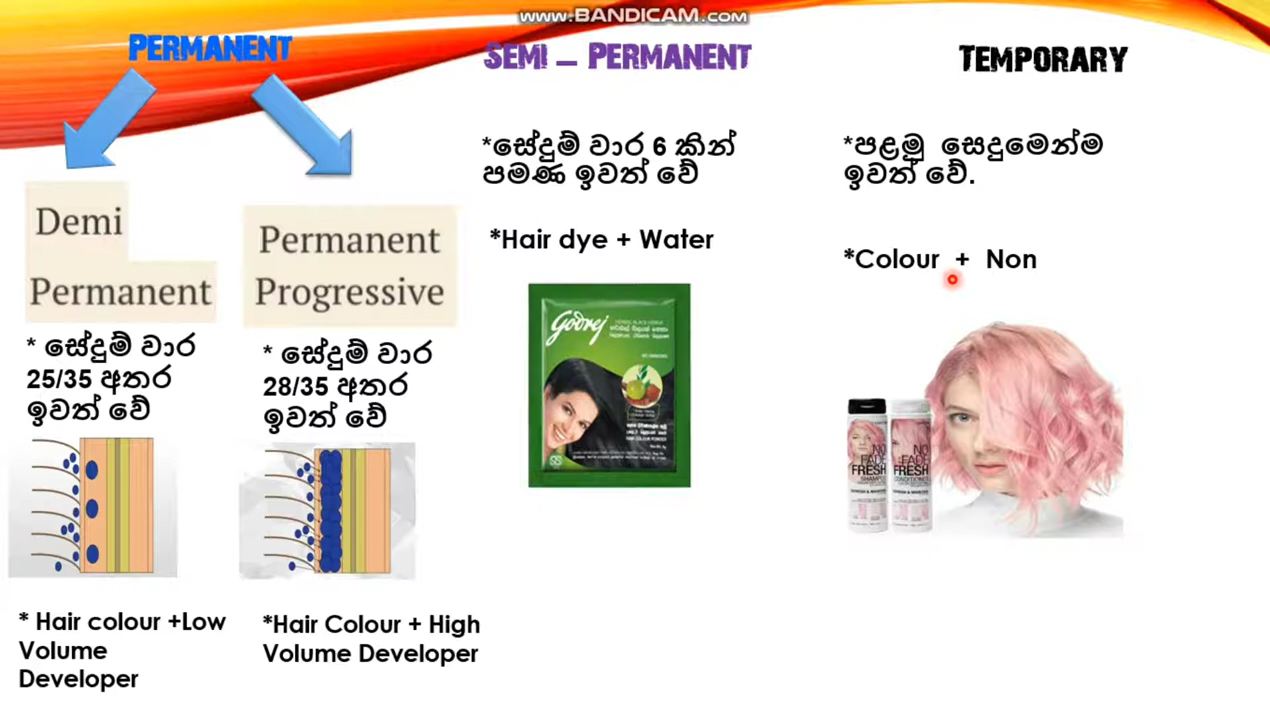 www.BANDICAM.com
PERMANENT
Demi
Permanent
* සේදුම් වාර
25/35 අතර
ඉවත් වේ
* Hair colour +Low
Volume
Developer
Permanent
Progressive
* සේදුම් වාර
28/35 අතර
ඉවත් වේ
*Hair Colour + High
Volume Developer
SEMI – PERMANENT
*සේදුම් වාර 6 කින්
පමණ ඉවත් වේ
*Hair dye + Water
Godrej
TEMPORARY
*පළමු සෙදුමෙන්ම
ඉවත් වේ.
*Colour + Non
NO
FADE
FRESH
SHAMPOO
NO
FADE
FRESH
CONDITIONER